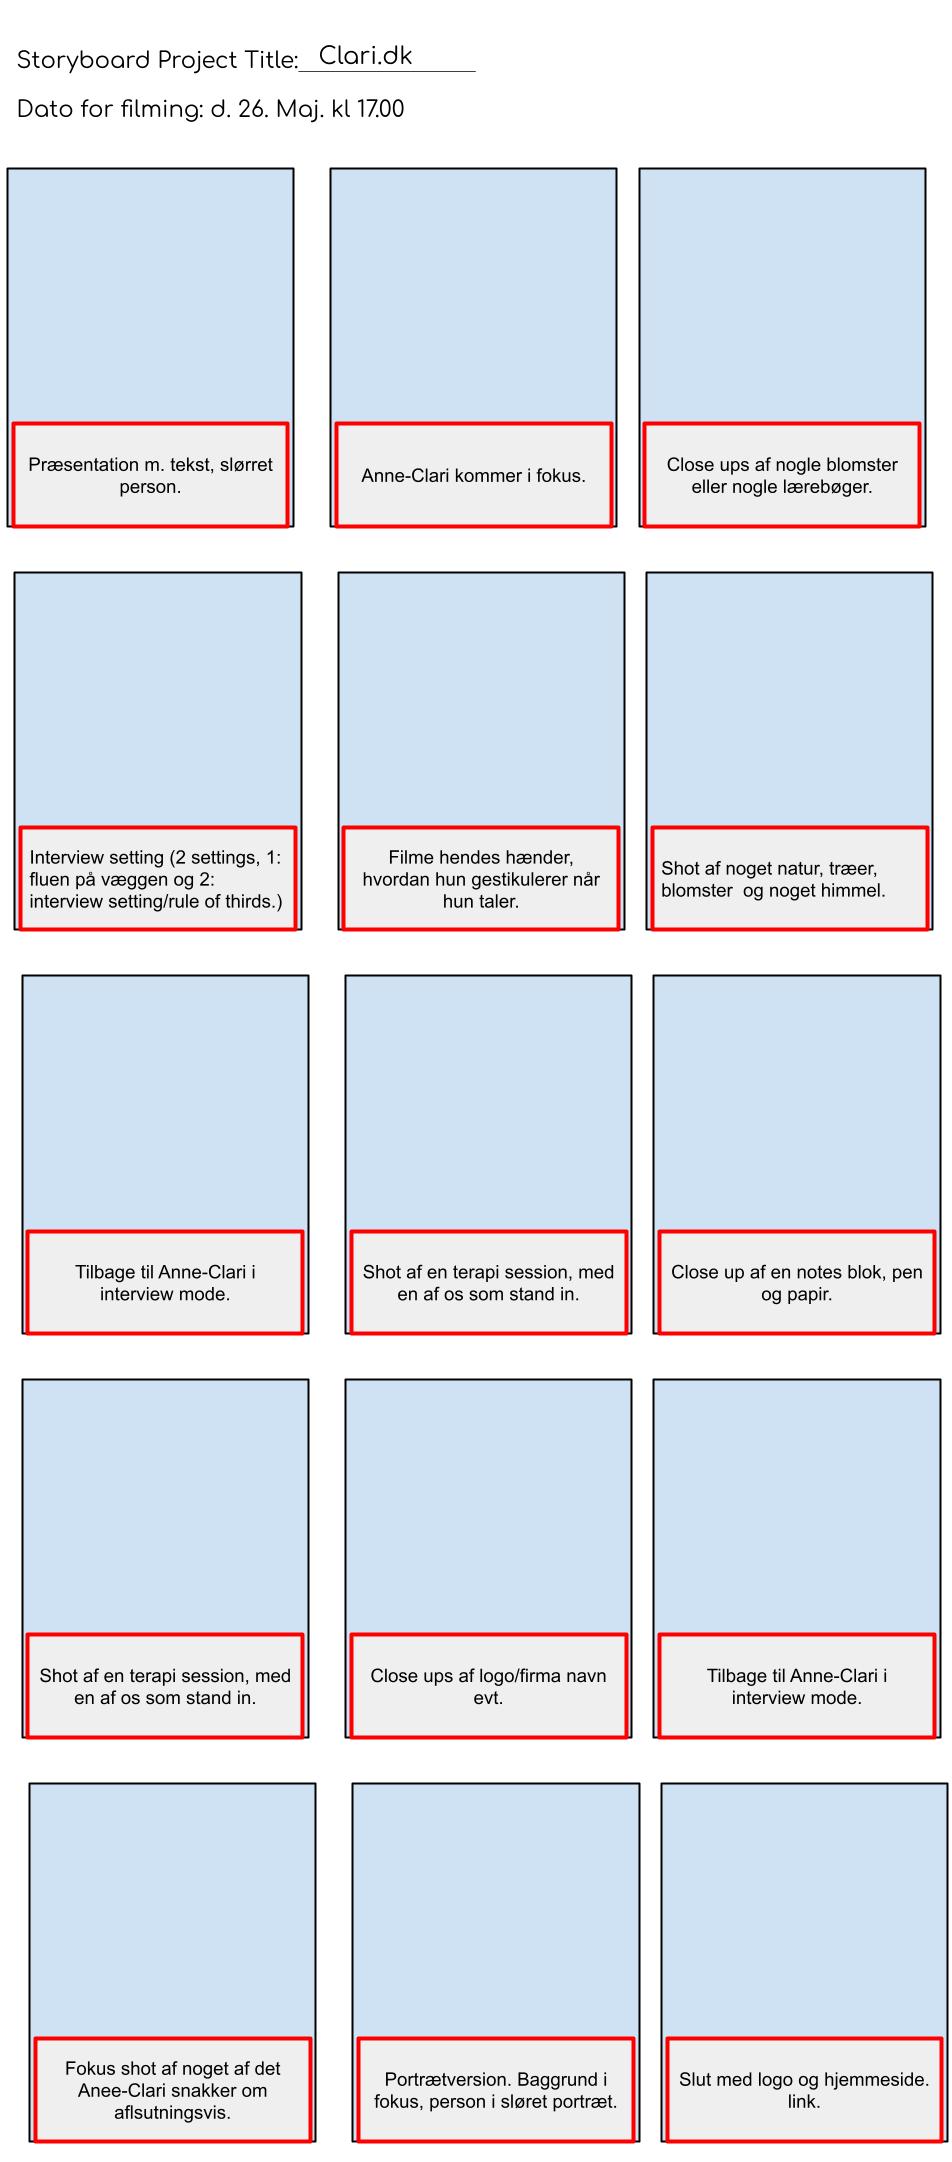 Storyboard Project Title: Clari.dk
Dato for filming: d. 26. Maj. kl 17.00
Præsentation m. tekst, slørret
person.
Anne-Clari kommer i fokus.
Close ups af nogle blomster
eller nogle lærebøger.
Interview setting (2 settings, 1:
fluen på væggen og 2:
interview setting/rule of thirds.)
Filme hendes hænder,
hvordan hun gestikulerer når
hun taler.
Shot af noget natur, træer,
blomster og noget himmel.
Tilbage til Anne-Clari i
interview mode.
Shot af en terapi session, med
en af os som stand in.
Close up af en notes blok, pen
og papir.
Shot af en terapi session, med
en af os som stand in.
Close ups af logo/firma navn
evt.
Tilbage til Anne-Clari i
interview mode.
Fokus shot af noget af det
Anee-Clari snakker om
aflsutningsvis.
Portrætversion. Baggrund i
fokus, person i sløret portræt.
Slut med logo og hjemmeside.
link.